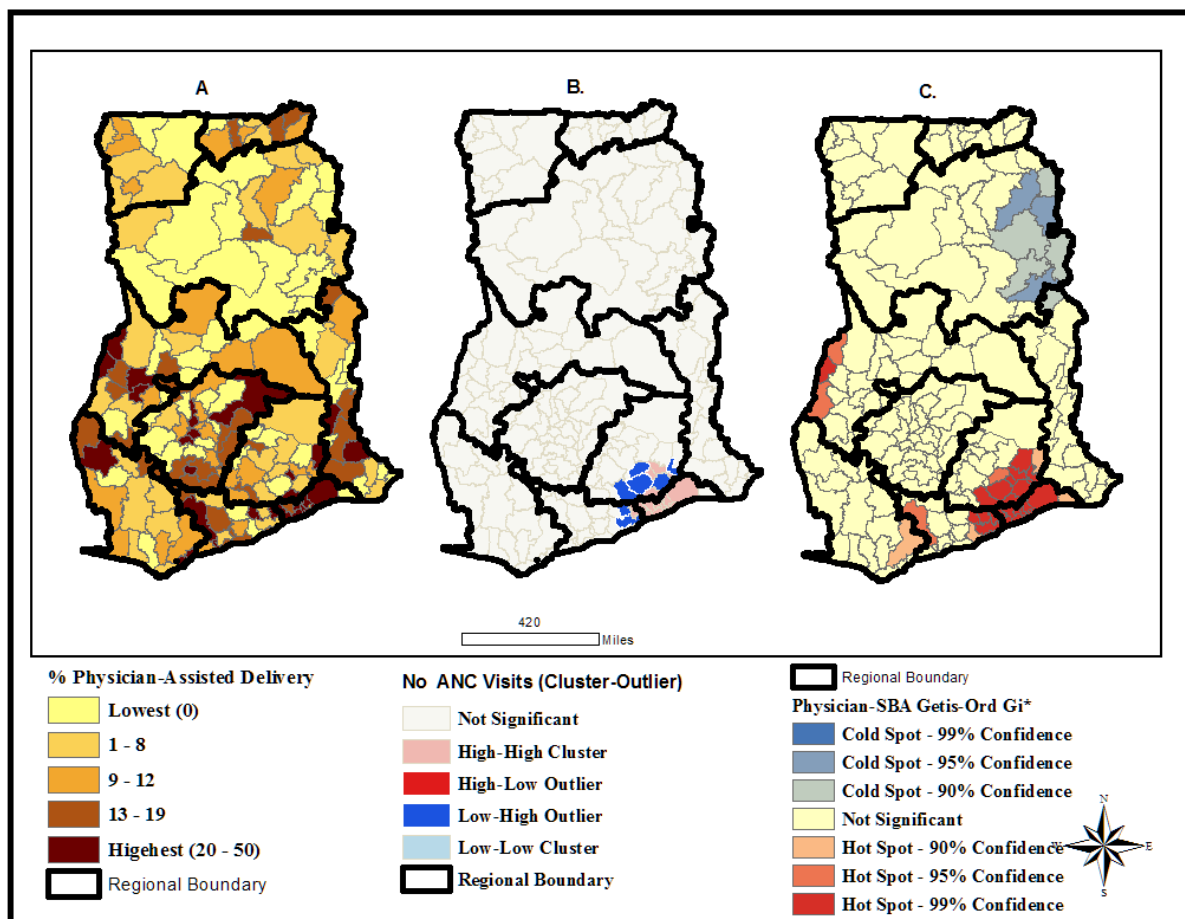 A
B.
C.
420
Miles
% Physician-Assisted Delivery
Lowest (0)
1 - 8
9 - 12
13 - 19
Higehest (20 - 50)
Regional Boundary
No ANC Visits (Cluster-Outlier)
Not Significant
High-High Cluster
High-Low Outlier
Low-High Outlier
Low-Low Cluster
Regional Boundary
Regional Boundary
Physician-SBA Getis-Ord Gi*
Cold Spot - 99% Confidence
Cold Spot - 95% Confidence
Cold Spot - 90% Confidence
Not Significant
Hot Spot - 90% Confidence
Hot Spot - 95% Confidence
Hot Spot - 99% Confidence
N
W E
S